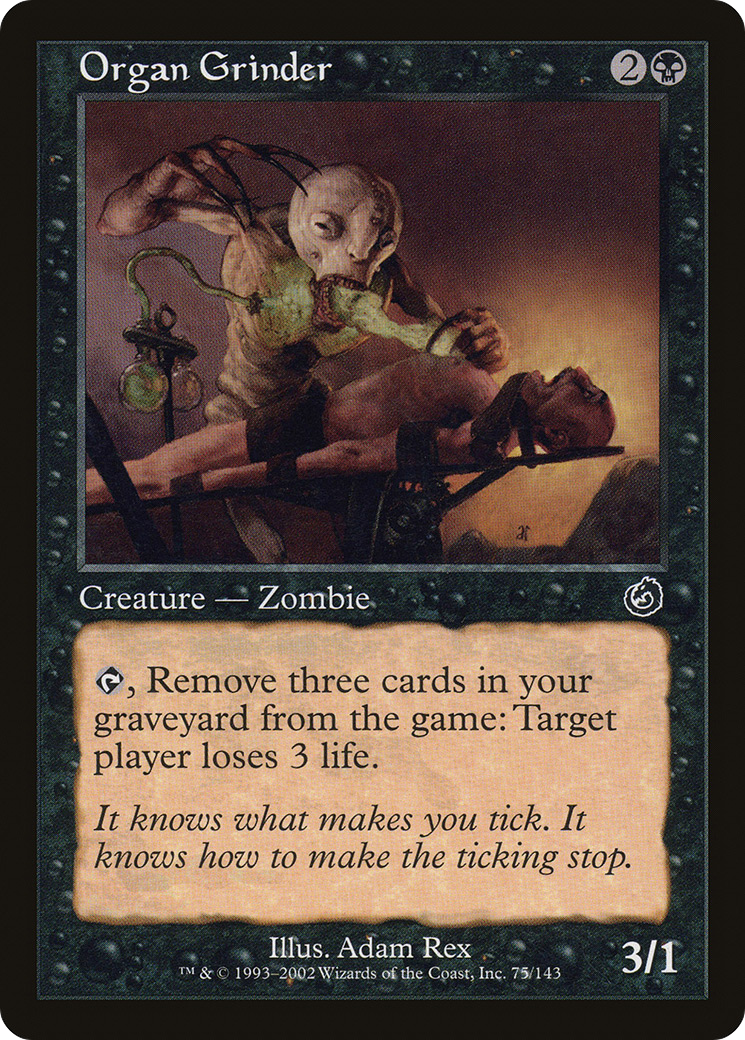 Organ Grinder 2
Creature — Zombie
, Remove three cards in your
graveyard from the game: Target
player loses 3 life.
It knows what makes you tick. It
knows how to make the ticking stop.
Illus. Adam Rex
™ & © 1993–2002 Wizards of the Coast, Inc. 75/143
3/1